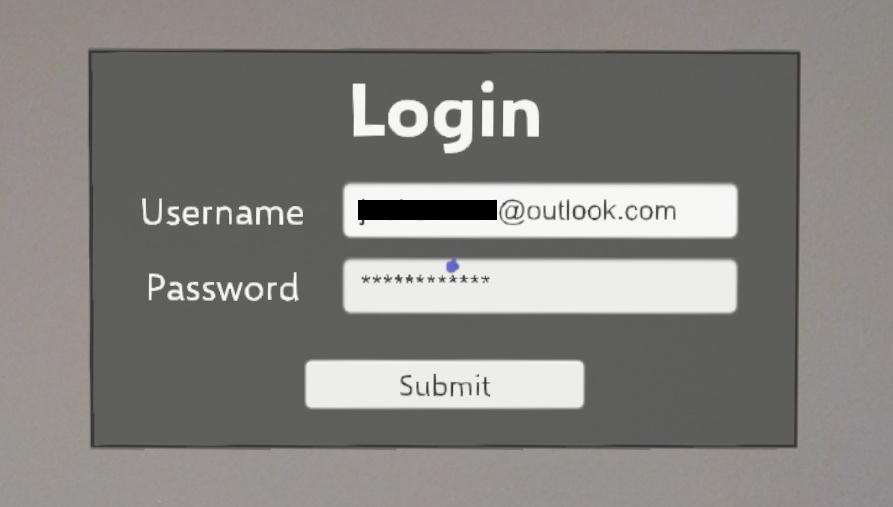 Login
Username
@outlook.com
Password
************
Submit